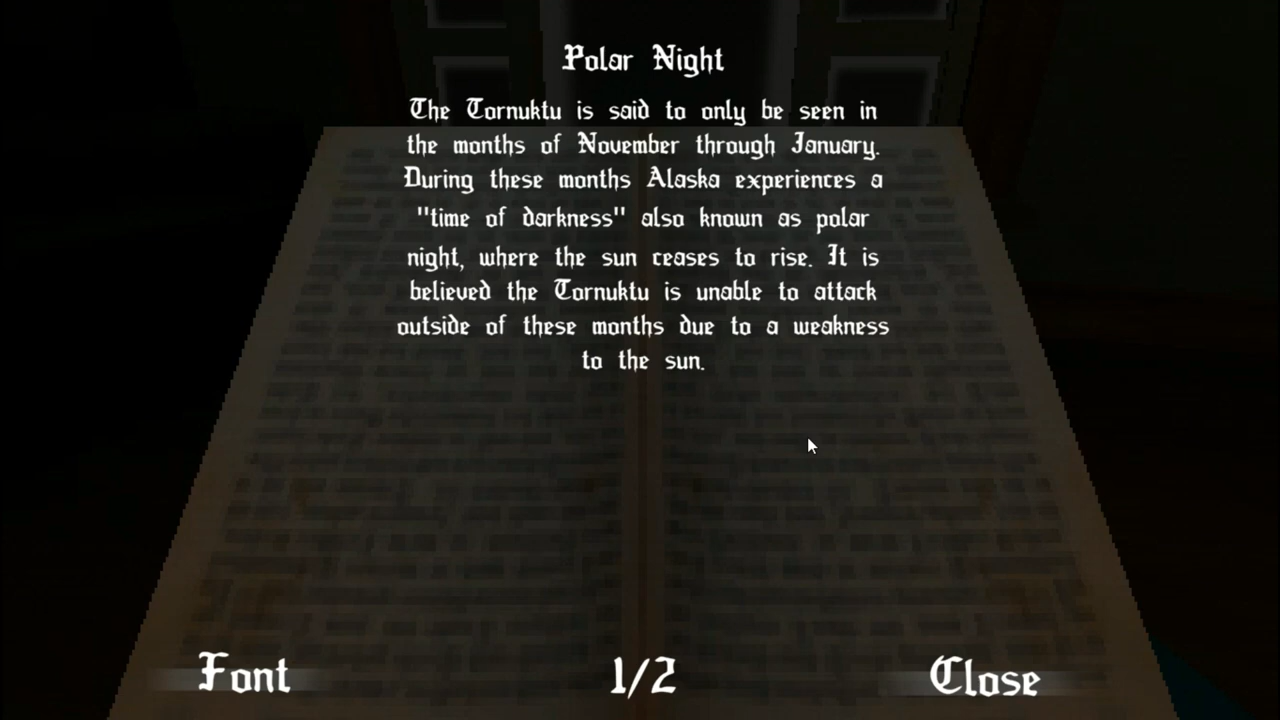 Polar Night
The Tornuktu is said to only be seen in
the months of November through January.
During these months Alaska experiences a
"time of darkness" also known as polar
night, where the sun ceases to rise. It is
believed the Tornuktu is unable to attack
outside of these months due to a weakness
to the sun.
Font
1/2
Close